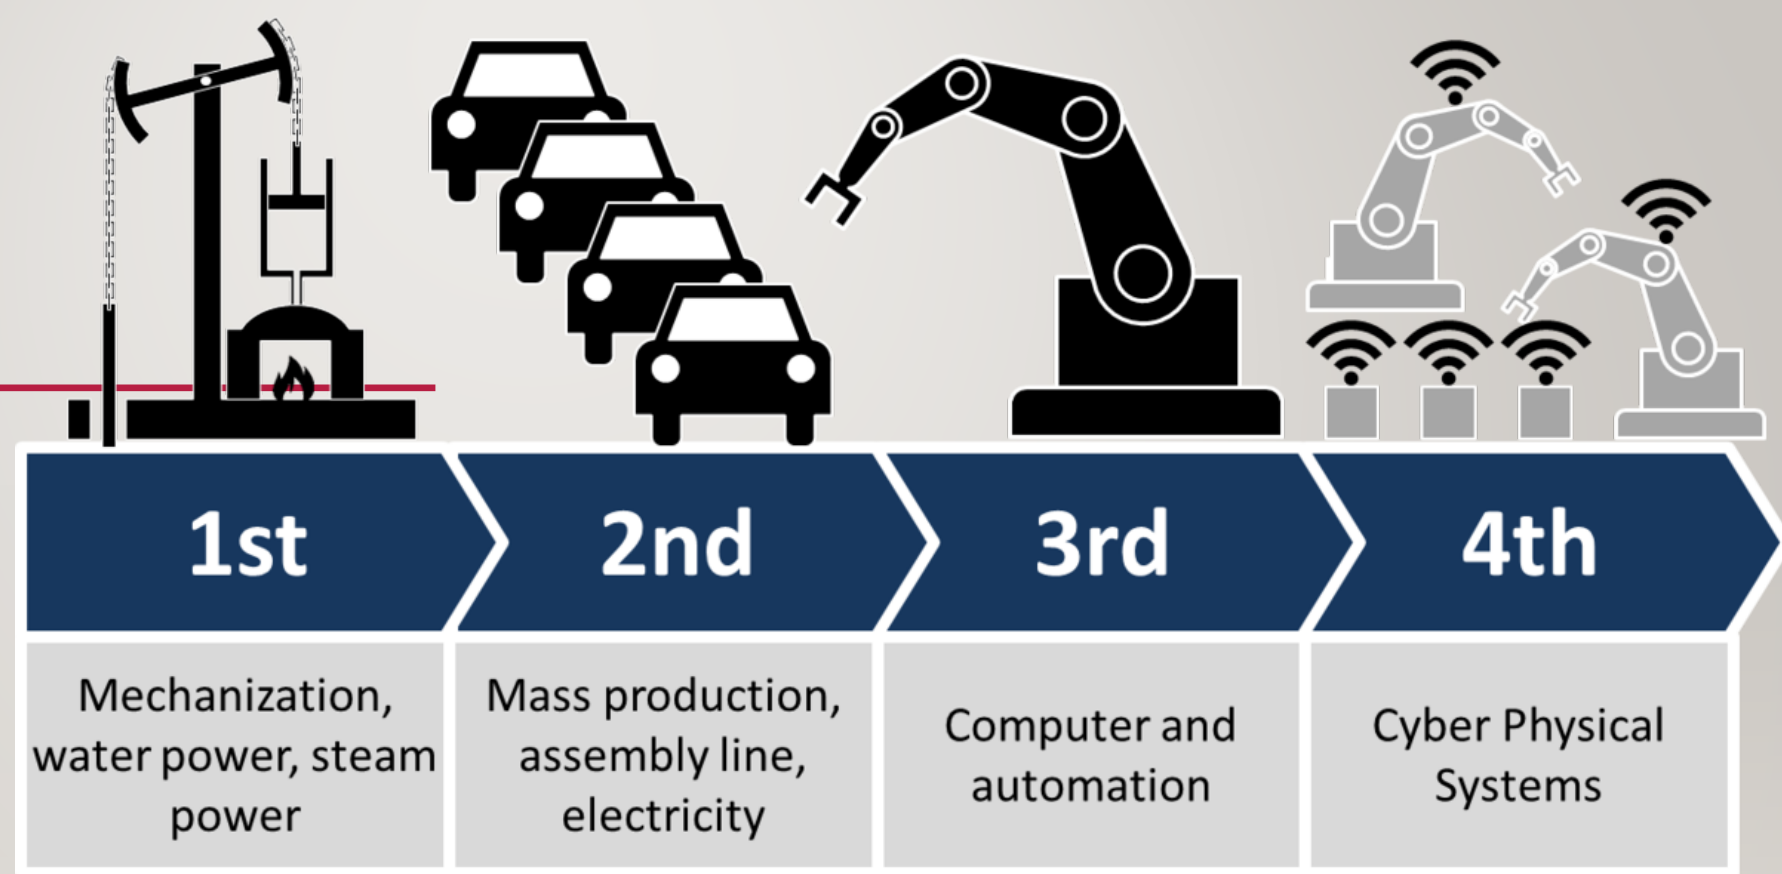 1st
2nd
3rd
4th
Mechanization,
water power, steam
power
Mass production,
assembly line,
electricity
Computer and
automation
Cyber Physical
Systems